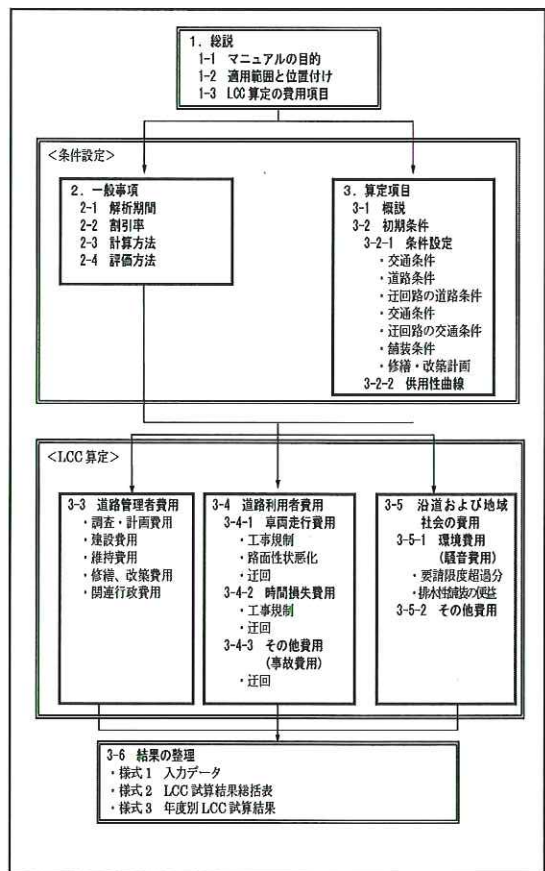 1. 総説
1-1 マニュアルの目的
1-2 適用範囲と位置付け
1-3 LCC 算定の費用項目
＜条件設定＞
2. 一般事項
2-1 解析期間
2-2 割引率
2-3 計算方法
2-4 評価方法
3. 算定項目
3-1 概説
3-2 初期条件
3-2-1 条件設定
・交通条件
・道路条件
・迂回路の道路条件
・交通条件
・迂回路の交通条件
・舗装条件
・修繕・改築計画
3-2-2 供用性曲線
＜LCC 算定＞
3-3 道路管理者費用
・調査・計画費用
・建設費用
・維持費用
・修繕、改築費用
・関連行政費用
3-4 道路利用者費用
3-4-1 車両走行費用
・工事規制
・路面性状悪化
・迂回
3-4-2 時間損失費用
・工事規制
・迂回
3-4-3 その他費用
(事故費用)
・迂回
3-5 沿道および地域
社会の費用
3-5-1 環境費用
(騒音費用)
・要請限度超過分
・排水性舗装の便益
3-5-2 その他費用
3-6 結果の整理
・様式 1 入力データ
・様式 2 LCC 試算結果総括表
・様式 3 年度別 LCC 試算結果